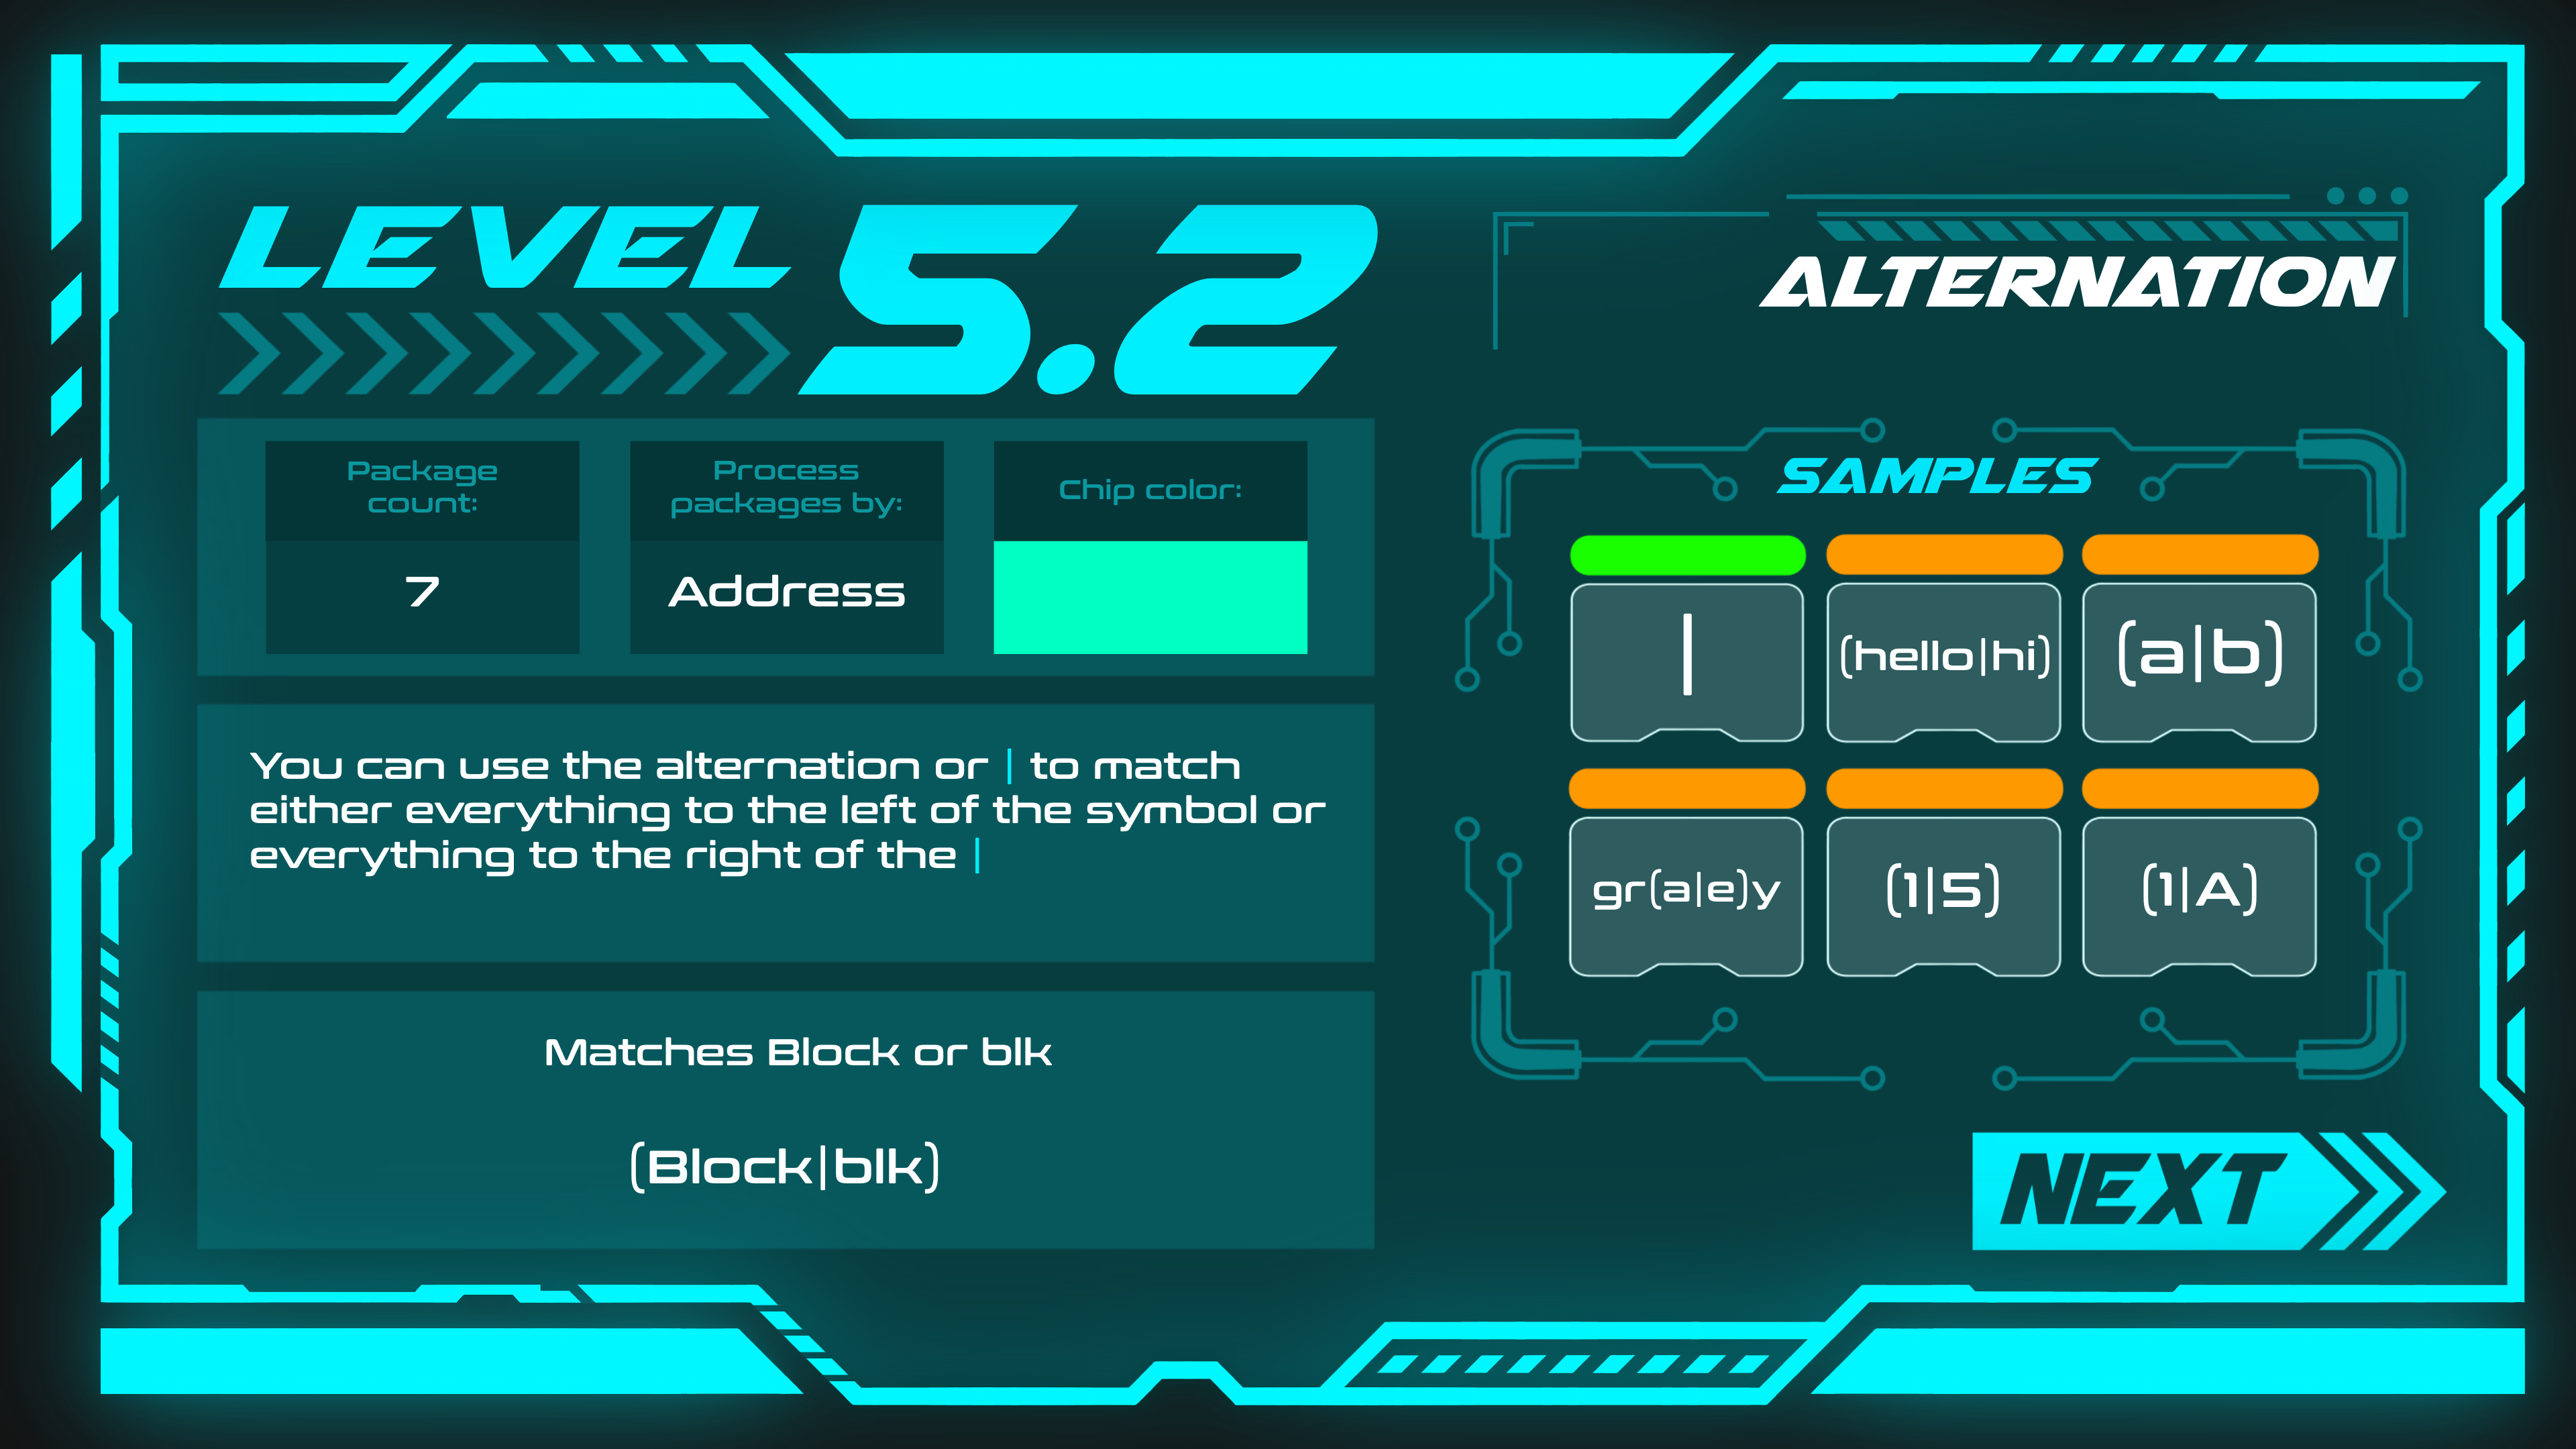 LEVEL 5.2
ALTERNATION
Package
count:
7
Process
packages by:
Address
Chip color:
You can use the alternation or | to match
either everything to the left of the symbol or
everything to the right of the |
Matches Block or blk
(Block|blk)
SAMPLES
|
(hello|hi)
(a|b)
gr(a|e)y
(1|5)
(1|A)
NEXT